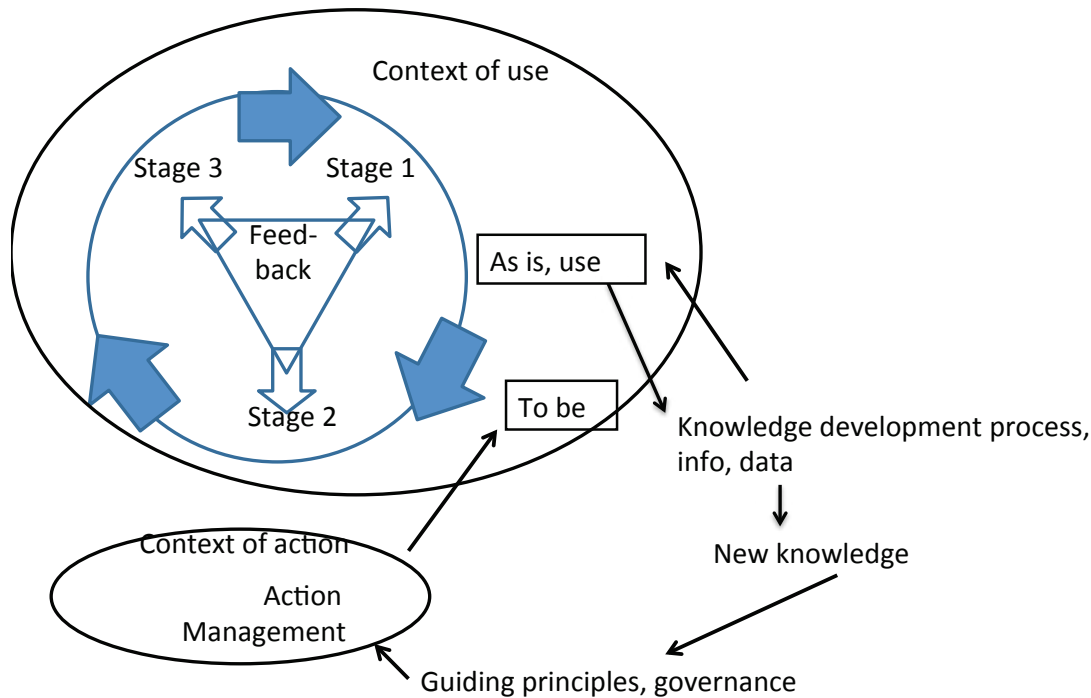 Context of use
Stage 3
Stage 1
Feed-
back
As is, use
Stage 2
To be
Knowledge development process,
info, data
New knowledge
Context of action
Action
Management
Guiding principles, governance